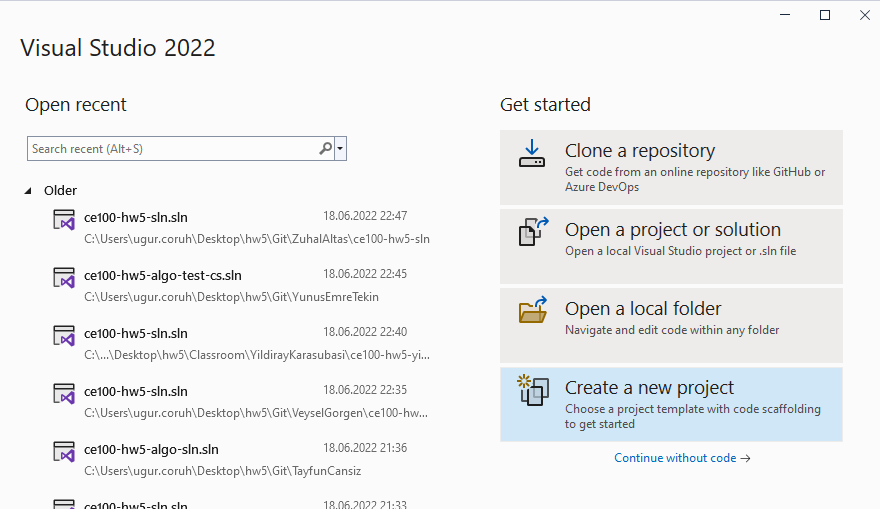 Visual Studio 2022
Open recent
Search recent (Alt+S)
Older
ce100-hw5-sln.sln 18.06.2022 22:47
C:\Users\ugur.coruh\Desktop\hw5\Git\ZuhalAltas\ce100-hw5-sln
ce100-hw5-algo-test-cs.sln 18.06.2022 22:45
C:\Users\ugur.coruh\Desktop\hw5\Git\YunusEmreTekin
ce100-hw5-sln.sln 18.06.2022 22:40
C:\...\Desktop\hw5\Classroom\YildirayKarasubasi\ce100-hw5-yi...
ce100-hw5-sln.sln 18.06.2022 22:35
C:\Users\ugur.coruh\Desktop\hw5\Git\VeyselGorgen\ce100-hw...
ce100-hw5-algo-sln.sln 18.06.2022 21:36
C:\Users\ugur.coruh\Desktop\hw5\Git\TayfunCansiz
ce100-hw5-sln.sln 18.06.2022 21:33
Get started
Clone a repository
Get code from an online repository like GitHub or
Azure DevOps
Open a project or solution
Open a local Visual Studio project or .sln file
Open a local folder
Navigate and edit code within any folder
Create a new project
Choose a project template with code scaffolding
to get started
Continue without code →